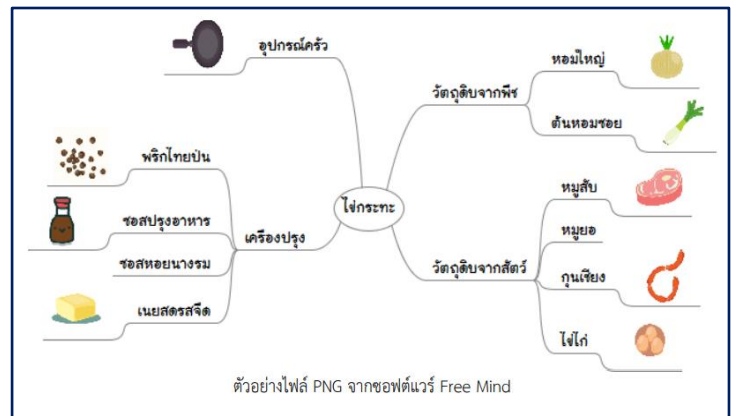 อุปกรณ์ครัว
หอมใหญ่
วัตถุดิบจากพืช
ต้นหอมซอย
พริกไทยป่น
หมูสับ
ไข่กระทะ
ซอสปรุงอาหาร
หมูยอ
เครื่องปรุง
ซอสหอยนางรม
วัตถุดิบจากสัตว์
กุนเชียง
เนยสดรสจืด
ไข่ไก่
ตัวอย่างไฟล์ PNG จากซอฟต์แวร์ Free Mind